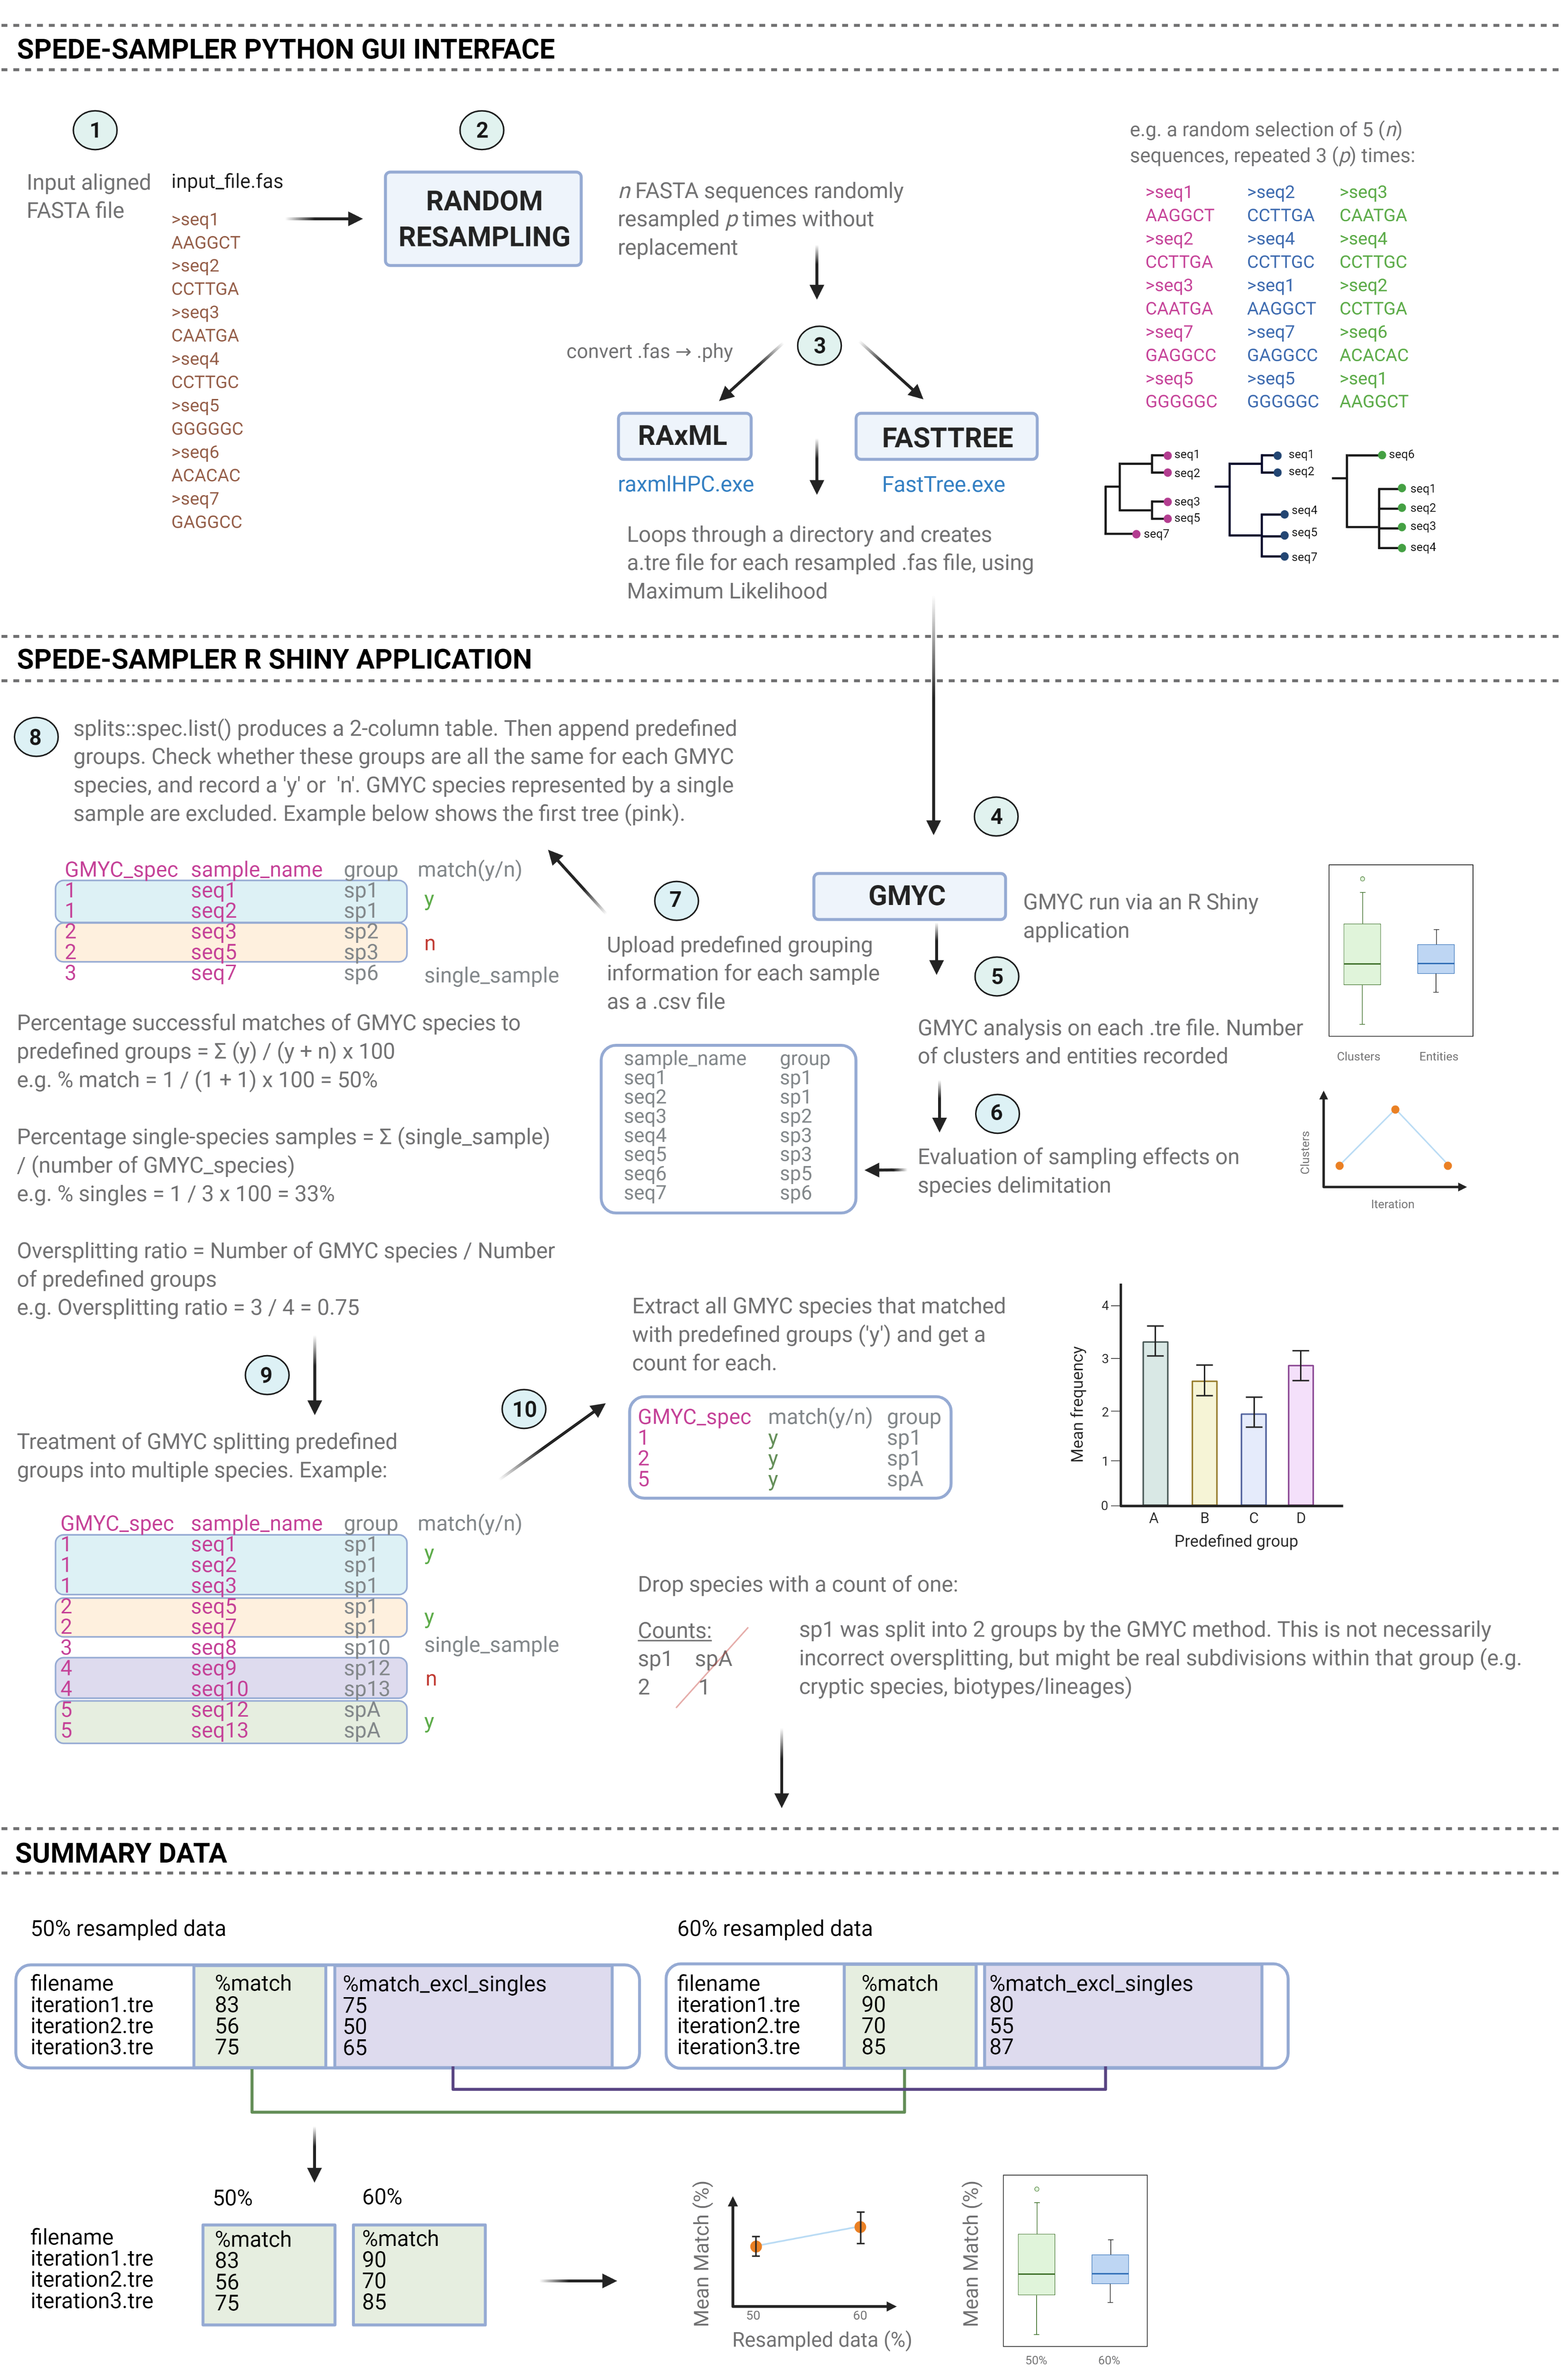 SPEDE-SAMPLER PYTHON GUI INTERFACE
1
Input aligned
FASTA file
input_file.fas
>seq1
AAGGCT
>seq2
CCTTGA
>seq3
CAATGA
>seq4
CCTTGC
>seq5
GGGGGC
>seq6
ACACAC
>seq7
GAGGCC
2
RANDOM
RESAMPLING
n FASTA sequences randomly
resampled p times without
replacement
3
convert .fas → .phy
RAxML
raxmlHPC.exe
FASTTREE
FastTree.exe
Loops through a directory and creates
a.tre file for each resampled .fas file, using
Maximum Likelihood
e.g. a random selection of 5 (n)
sequences, repeated 3 (p) times:
>seq1 >seq2 >seq3
AAGGCT CCTTGA CAATGA
>seq2 >seq4 >seq4
CCTTGA CCTTGC CCTTGC
>seq3 >seq1 >seq2
CAATGA AAGGCT CCTTGA
>seq7 >seq7 >seq6
GAGGCC GAGGCC ACACAC
>seq5 >seq5 >seq1
GGGGGC GGGGGC AAGGCT
seq1
seq2
seq3
seq5
seq7
seq1
seq2
seq4
seq5
seq7
seq6
seq1
seq2
seq3
seq4
SPEDE-SAMPLER R SHINY APPLICATION
4
GMYC
GMYC run via an R Shiny
application
5
GMYC analysis on each .tre file. Number
of clusters and entities recorded
Clusters Entities
6
Evaluation of sampling effects on
species delimitation
Clusters
Iteration
7
Upload predefined grouping
information for each sample
as a .csv file
sample_name group
seq1 sp1
seq2 sp1
seq3 sp2
seq4 sp3
seq5 sp3
seq6 sp5
seq7 sp6
8
splits::spec.list() produces a 2-column table. Then append predefined
groups. Check whether these groups are all the same for each GMYC
species, and record a 'y' or 'n'. GMYC species represented by a single
sample are excluded. Example below shows the first tree (pink).
GMYC_spec sample_name group match(y/n)
1 seq1 sp1
y
1 seq2 sp1
2 seq3 sp2
n
2 seq5 sp3
3 seq7 sp6 single_sample
Percentage successful matches of GMYC species to
predefined groups = Σ (y) / (y + n) x 100
e.g. % match = 1 / (1 + 1) x 100 = 50%
Percentage single-species samples = Σ (single_sample)
/ (number of GMYC_species)
e.g. % singles = 1 / 3 x 100 = 33%
Oversplitting ratio = Number of GMYC species / Number
of predefined groups
e.g. Oversplitting ratio = 3 / 4 = 0.75
9
Treatment of GMYC splitting predefined
groups into multiple species. Example:
GMYC_spec sample_name group match(y/n)
1 seq1 sp1
y
1 seq2 sp1
1 seq3 sp1
2 seq5 sp1
y
2 seq7 sp1
3 seq8 sp10 single_sample
4 seq9 sp12
n
4 seq10 sp13
5 seq12 spA
y
5 seq13 spA
10
Extract all GMYC species that matched
with predefined groups ('y') and get a
count for each.
GMYC_spec match(y/n) group
1 y sp1
2 y sp1
5 y spA
Mean frequency
4
3
2
1
0
A B C D
Predefined group
Drop species with a count of one:
Counts:
sp1 spA
2 1
sp1 was split into 2 groups by the GMYC method. This is not necessarily
incorrect oversplitting, but might be real subdivisions within that group (e.g.
cryptic species, biotypes/lineages)
SUMMARY DATA
50% resampled data
filename %match %match_excl_singles
iteration1.tre 83 75
iteration2.tre 56 50
iteration3.tre 75 65
60% resampled data
filename %match %match_excl_singles
iteration1.tre 90 80
iteration2.tre 70 55
iteration3.tre 85 87
50% 60%
filename %match %match
iteration1.tre 83 90
iteration2.tre 56 70
iteration3.tre 75 85
Mean Match (%)
50 60
Resampled data (%)
Mean Match (%)
50% 60%